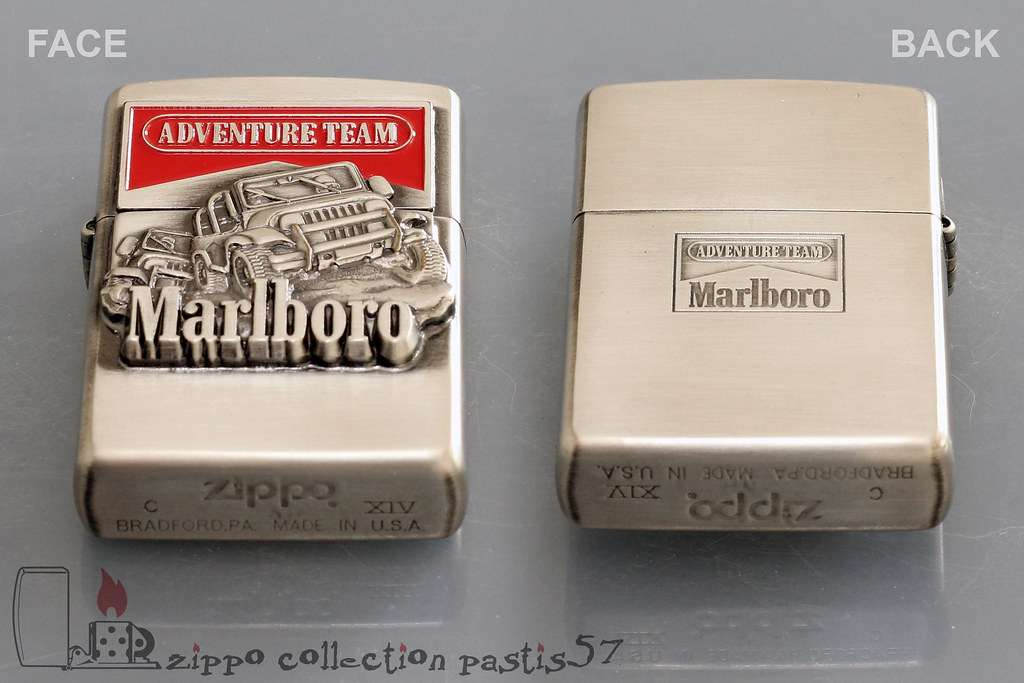 FACE
BACK
ADVENTURE TEAM
Marlboro
C zippo XIV
BRADFORD,PA. MADE IN U.S.A.
ADVENTURE TEAM
Marlboro
BRADFORD,PA. MADE IN U.S.A.
C zippo XIV
zippo collection pastis57